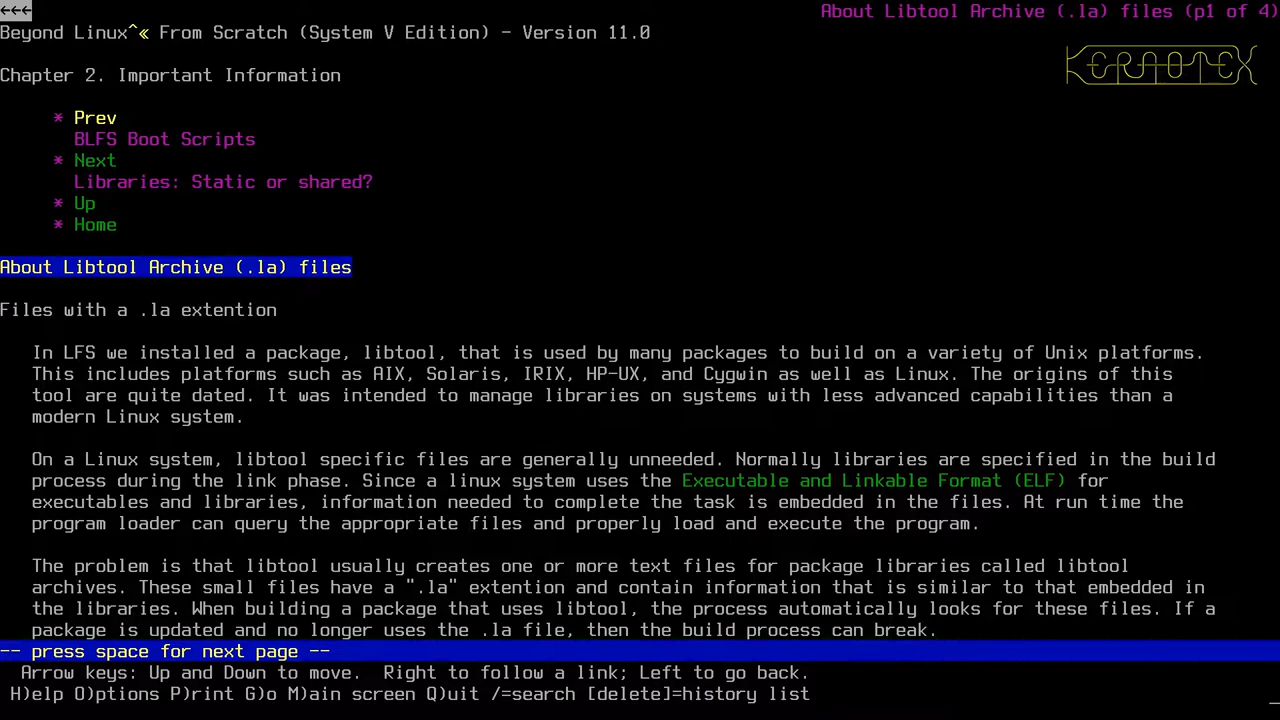 ←←← About Libtool Archive (.la) files (p1 of 4)
Beyond Linux^« From Scratch (System V Edition) - Version 11.0
KERAOTEX
Chapter 2. Important Information
* Prev
BLFS Boot Scripts
* Next
Libraries: Static or shared?
* Up
* Home
About Libtool Archive (.la) files
Files with a .la extention
In LFS we installed a package, libtool, that is used by many packages to build on a variety of Unix platforms.
This includes platforms such as AIX, Solaris, IRIX, HP-UX, and Cygwin as well as Linux. The origins of this
tool are quite dated. It was intended to manage libraries on systems with less advanced capabilities than a
modern Linux system.
On a Linux system, libtool specific files are generally unneeded. Normally libraries are specified in the build
process during the link phase. Since a linux system uses the Executable and Linkable Format (ELF) for
executables and libraries, information needed to complete the task is embedded in the files. At run time the
program loader can query the appropriate files and properly load and execute the program.
The problem is that libtool usually creates one or more text files for package libraries called libtool
archives. These small files have a ".la" extention and contain information that is similar to that embedded in
the libraries. When building a package that uses libtool, the process automatically looks for these files. If a
package is updated and no longer uses the .la file, then the build process can break.
-- press space for next page --
Arrow keys: Up and Down to move. Right to follow a link; Left to go back.
H)elp O)ptions P)rint G)o M)ain screen Q)uit /=search [delete]=history list